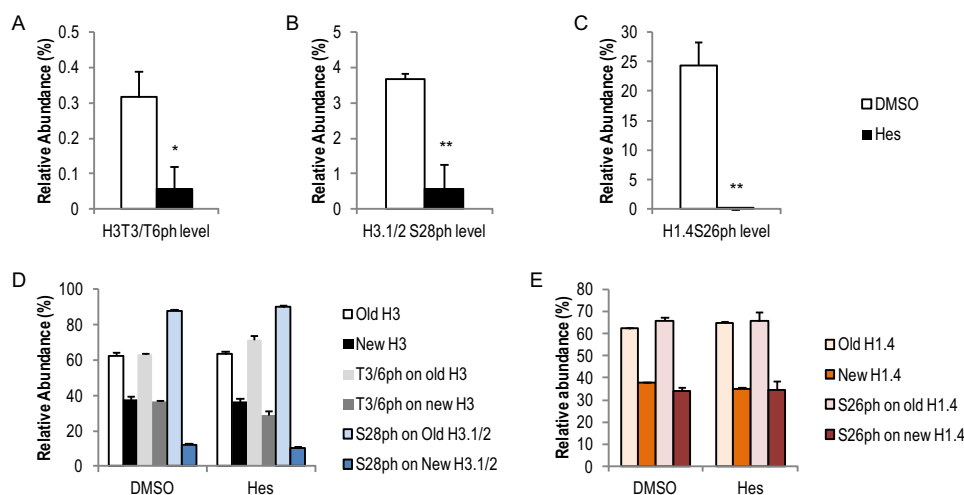 A
B
C
Relative Abundance (%)
0.5
0.4
0.3
0.2
0.1
0
*
H3T3/T6ph level
Relative Abundance (%)
6
4
2
0
**
H3.1/2 S28ph level
Relative Abundance (%)
30
25
20
15
10
5
0
**
H1.4S26ph level
DMSO
Hes
D
Relative Abundance (%)
100
80
60
40
20
0
DMSO
Hes
Old H3
New H3
T3/6ph on old H3
T3/6ph on new H3
S28ph on Old H3.1/2
S28ph on New H3.1/2
E
Relative abundance (%)
80
70
60
50
40
30
20
10
0
DMSO
Hes
Old H1.4
New H1.4
S26ph on old H1.4
S26ph on new H1.4